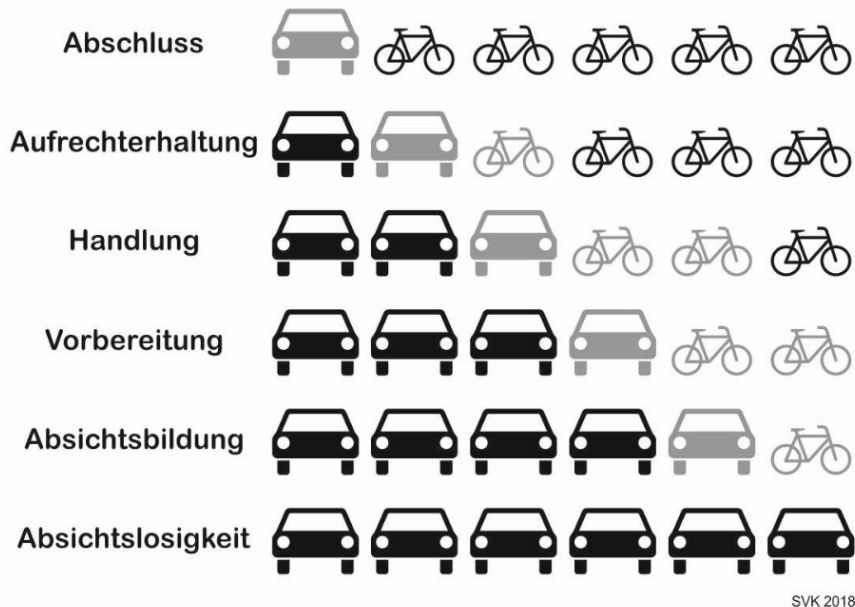 Abschluss
Aufrechterhaltung
Handlung
Vorbereitung
Absichtsbildung
Absichtslosigkeit
SVK 2018